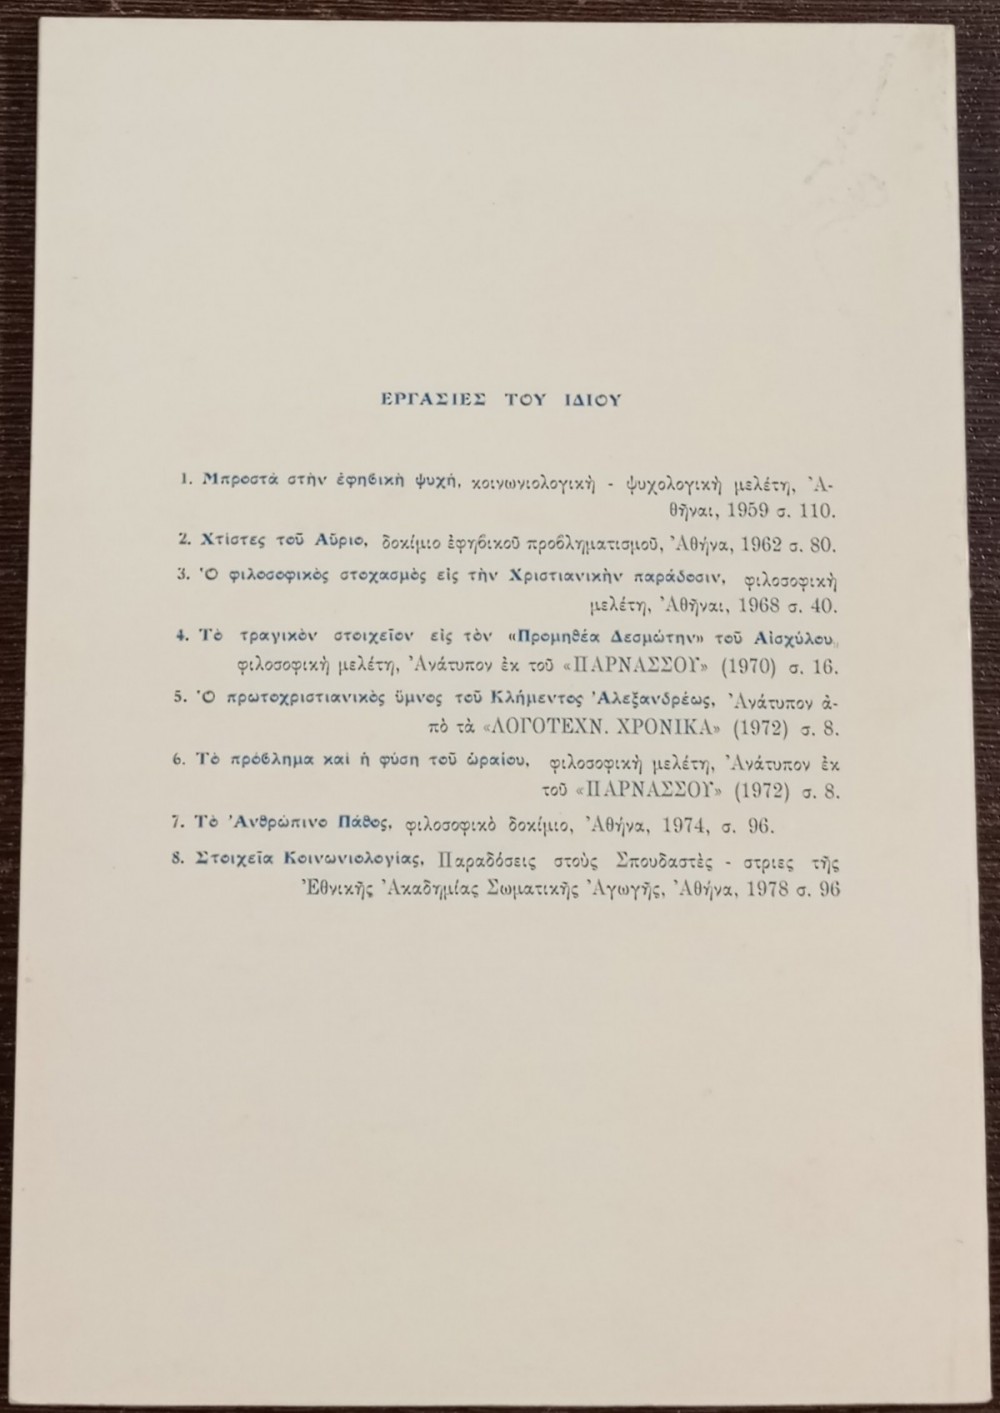 ΕΡΓΑΣΙΕΣ ΤΟΥ ΙΔΙΟΥ
1. Μπροστὰ στὴν ἐφηβικὴ ψυχή, κοινωνιολογικὴ - ψυχολογικὴ μελέτη, Ἀ-
θῆναι, 1959 σ. 110.
2. Χτίστες τοῦ Αὔριο, δοκίμιο ἐφηβικοῦ προβληματισμοῦ, Ἀθήνα, 1962 σ. 80.
3. Ὁ φιλοσοφικὸς στοχασμὸς εἰς τὴν Χριστιανικὴν παράδοσιν, φιλοσοφικὴ
μελέτη, Ἀθῆναι, 1968 σ. 40.
4. Τὸ τραγικὸν στοιχεῖον εἰς τὸν «Προμηθέα Δεσμώτην» τοῦ Αἰσχύλου,
φιλοσοφικὴ μελέτη, Ἀνάτυπον ἐκ τοῦ «ΠΑΡΝΑΣΣΟΥ» (1970) σ. 16.
5. Ὁ πρωτοχριστιανικὸς ὕμνος τοῦ Κλήμεντος Ἀλεξανδρέως, Ἀνάτυπον ἀ-
πὸ τὰ «ΛΟΓΟΤΕΧΝ. ΧΡΟΝΙΚΑ» (1972) σ. 8.
6. Τὸ πρόβλημα καὶ ἡ φύση τοῦ ὡραίου, φιλοσοφικὴ μελέτη, Ἀνάτυπον ἐκ
τοῦ «ΠΑΡΝΑΣΣΟΥ» (1972) σ. 8.
7. Τὸ Ἀνθρώπινο Πάθος, φιλοσοφικὸ δοκίμιο, Ἀθήνα, 1974, σ. 96.
8. Στοιχεῖα Κοινωνιολογίας, Παραδόσεις στοὺς Σπουδαστὲς - στριες τῆς
Ἐθνικῆς Ἀκαδημίας Σωματικῆς Ἀγωγῆς, Ἀθήνα, 1978 σ. 96